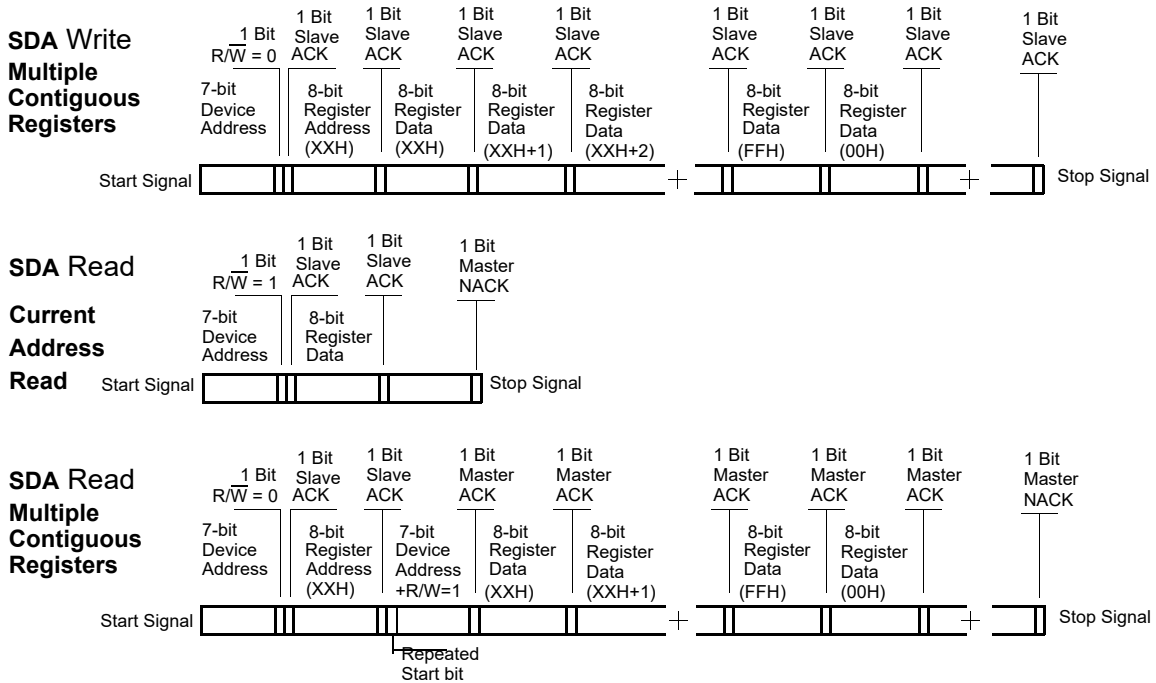 SDA Write
Multiple
Contiguous
Registers
1 Bit
R/W̅ = 0
1 Bit
Slave
ACK
1 Bit
Slave
ACK
1 Bit
Slave
ACK
1 Bit
Slave
ACK
1 Bit
Slave
ACK
1 Bit
Slave
ACK
1 Bit
Slave
ACK
1 Bit
Slave
ACK
7-bit
Device
Address
8-bit
Register
Address
(XXH)
8-bit
Register
Data
(XXH)
8-bit
Register
Data
(XXH+1)
8-bit
Register
Data
(XXH+2)
8-bit
Register
Data
(FFH)
8-bit
Register
Data
(00H)
Start Signal
Stop Signal
SDA Read
Current
Address
Read
1 Bit
R/W̅ = 1
1 Bit
Slave
ACK
1 Bit
Slave
ACK
1 Bit
Master
NACK
7-bit
Device
Address
8-bit
Register
Data
Start Signal
Stop Signal
SDA Read
Multiple
Contiguous
Registers
1 Bit
R/W̅ = 0
1 Bit
Slave
ACK
1 Bit
Slave
ACK
1 Bit
Master
ACK
1 Bit
Master
ACK
1 Bit
Master
ACK
1 Bit
Master
ACK
1 Bit
Master
ACK
1 Bit
Master
NACK
7-bit
Device
Address
8-bit
Register
Address
(XXH)
7-bit
Device
Address
+R/W=1
8-bit
Register
Data
(XXH)
8-bit
Register
Data
(XXH+1)
8-bit
Register
Data
(FFH)
8-bit
Register
Data
(00H)
Start Signal
Stop Signal
Repeated
Start bit